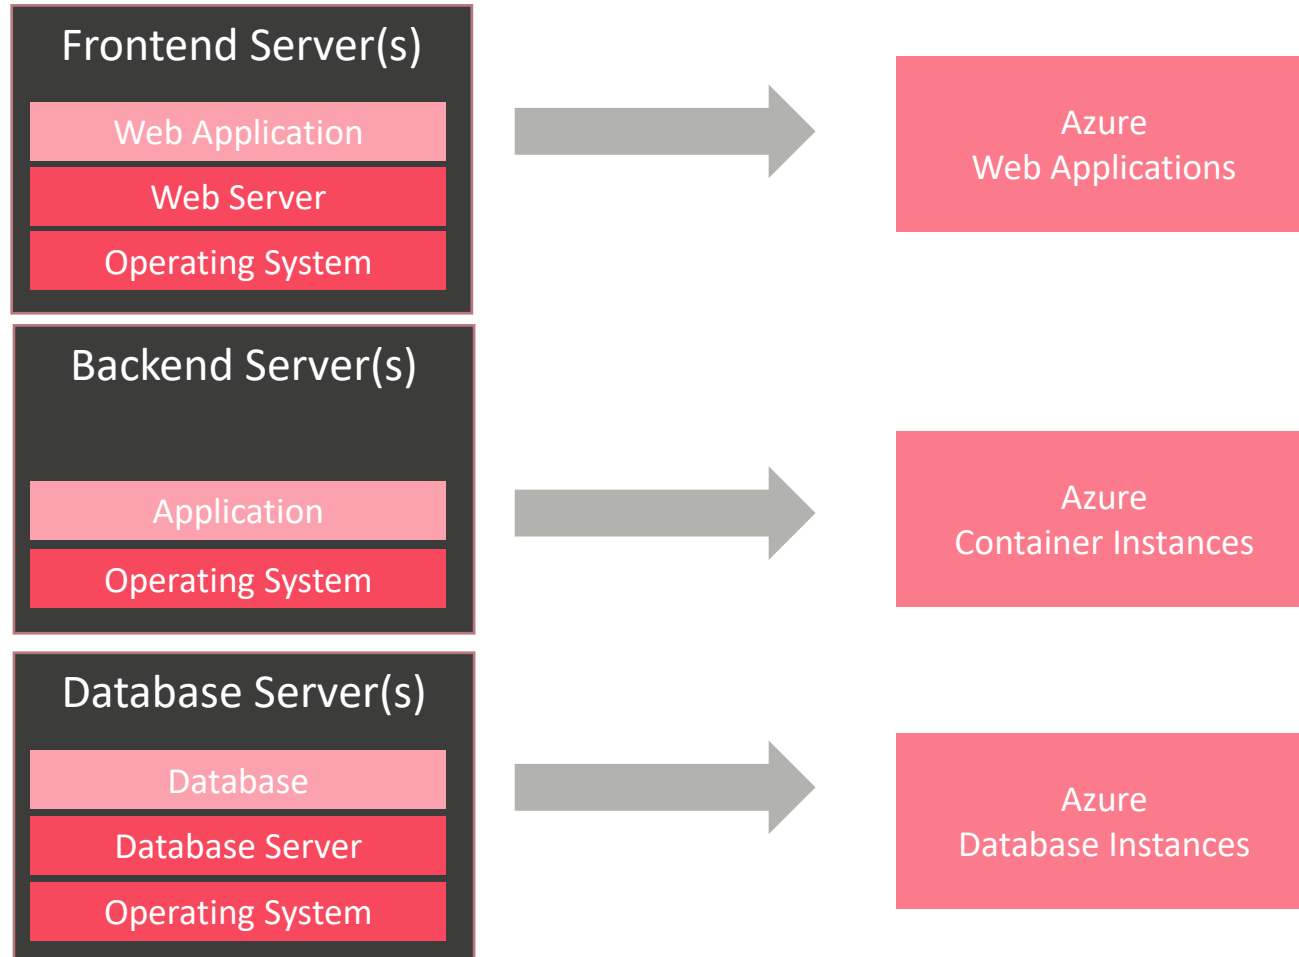 Frontend Server(s)
Web Application
Web Server
Operating System
Azure
Web Applications
Backend Server(s)
Application
Operating System
Azure
Container Instances
Database Server(s)
Database
Database Server
Operating System
Azure
Database Instances